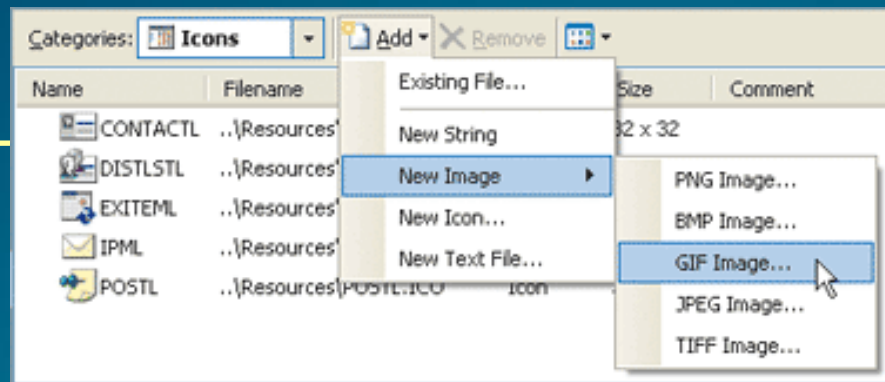 Categories: Icons Add Remove
Name Filename Size Comment
Existing File...
CONTACTL ..\Resources' 32 x 32
New String
DISTLSTL ..\Resources'
New Image
PNG Image...
EXITEML ..\Resources'
New Icon...
BMP Image...
IPML ..\Resources'
New Text File...
GIF Image...
POSTL ..\Resources\POSTL.ICO Icon
JPEG Image...
TIFF Image...